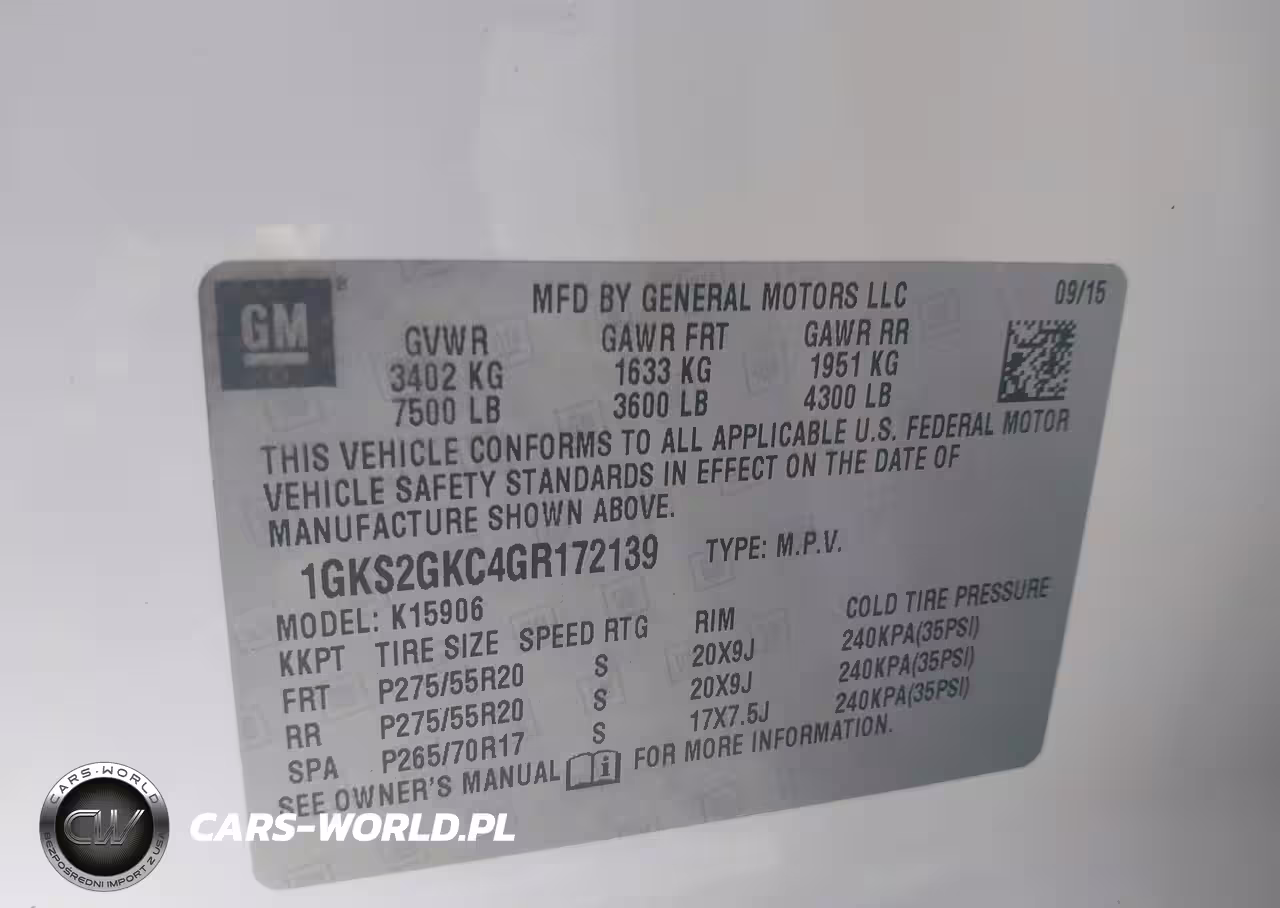 GM ®
MFD BY GENERAL MOTORS LLC 09/15
GVWR GAWR FRT GAWR RR
3402 KG 1633 KG 1951 KG
7500 LB 3600 LB 4300 LB
THIS VEHICLE CONFORMS TO ALL APPLICABLE U.S. FEDERAL MOTOR
VEHICLE SAFETY STANDARDS IN EFFECT ON THE DATE OF
MANUFACTURE SHOWN ABOVE.
1GKS2GKC4GR172139 TYPE: M.P.V.
MODEL: K15906
KKPT TIRE SIZE SPEED RTG RIM COLD TIRE PRESSURE
FRT P275/55R20 S 20X9J 240KPA(35PSI)
RR P275/55R20 S 20X9J 240KPA(35PSI)
SPA P265/70R17 S 17X7.5J 240KPA(35PSI)
SEE OWNER'S MANUAL i FOR MORE INFORMATION.
CARS-WORLD
CW
BEZPOŚREDNI IMPORT Z USA
CARS-WORLD.PL